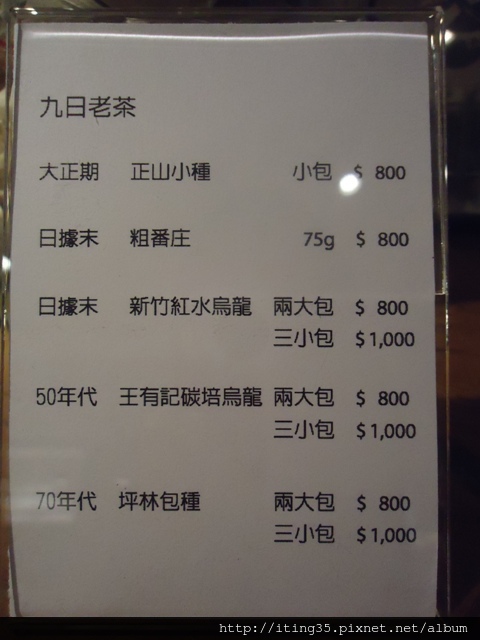 九日老茶
大正期 正山小種 小包 $ 800
日據末 粗番庄 75g $ 800
日據末 新竹紅水烏龍 兩大包 $ 800
三小包 $1,000
50年代 王有記碳培烏龍 兩大包 $ 800
三小包 $1,000
70年代 坪林包種 兩大包 $ 800
三小包 $1,000
http://iting35.pixnet.net/album